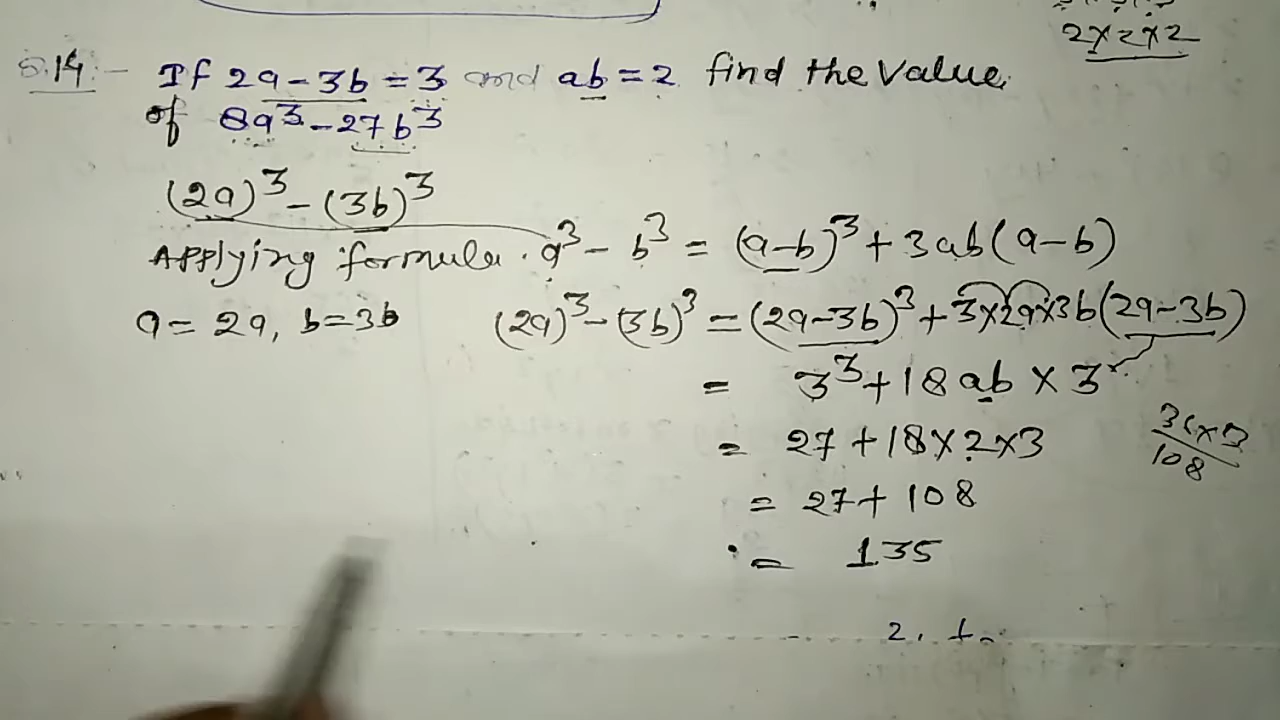 2×2×2
Q.14:- If 2a-3b=3 and ab=2 find the value
of 8a³-27b³
(2a)³-(3b)³
Applying formula. a³-b³ = (a-b)³+3ab(a-b)
a=2a, b=3b (2a)³-(3b)³=(2a-3b)³+3×2a×3b(2a-3b)
= 3³+18ab×3
= 27+18×2×3
36×3
108
= 27+108
= 135